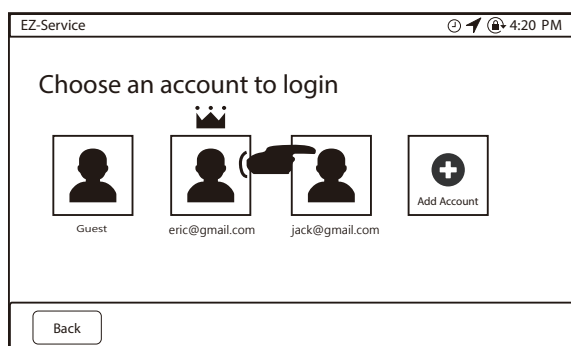 EZ-Service 4:20 PM
Choose an account to login
Guest eric@gmail.com jack@gmail.com Add Account
Back